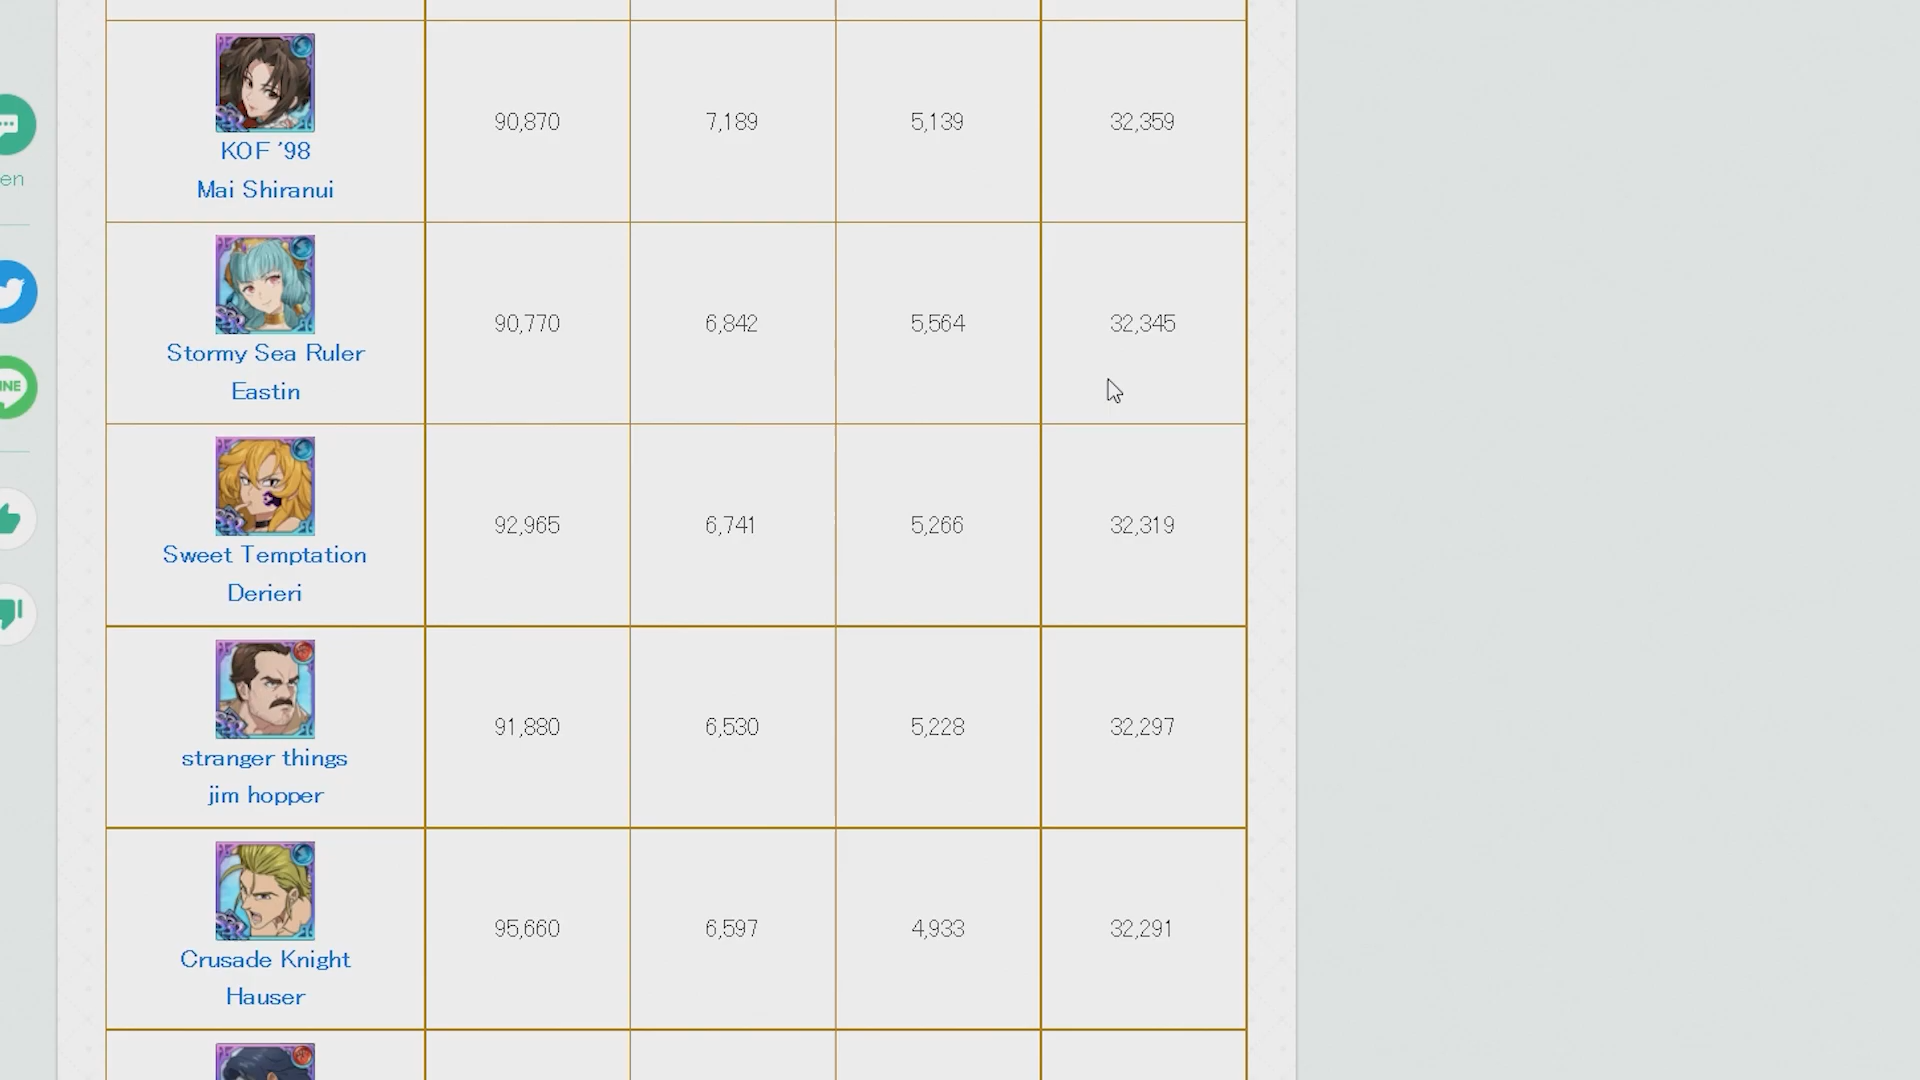 KOF '98
Mai Shiranui
90,870
7,189
5,139
32,359
Stormy Sea Ruler
Eastin
90,770
6,842
5,564
32,345
Sweet Temptation
Derieri
92,965
6,741
5,266
32,319
stranger things
jim hopper
91,880
6,530
5,228
32,297
Crusade Knight
Hauser
95,660
6,597
4,933
32,291